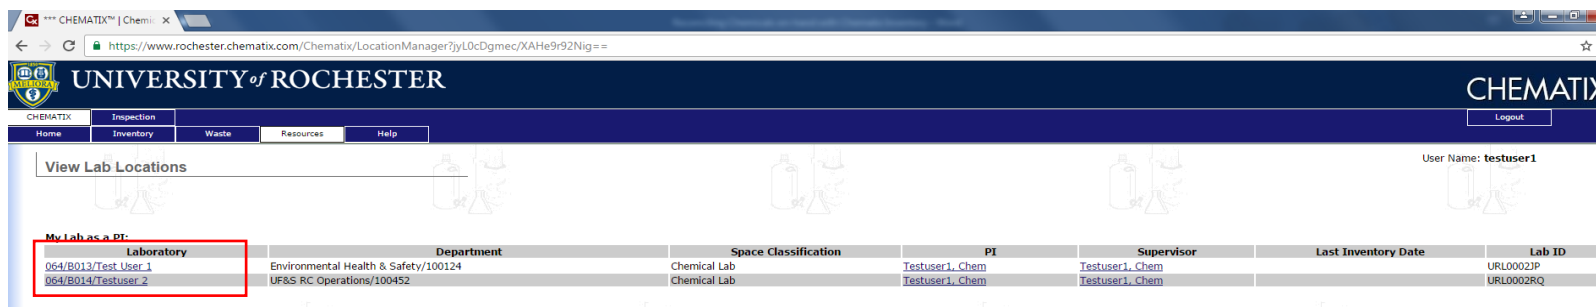 *** CHEMATIX™ | Chemi
https://www.rochester.chematix.com/Chematix/LocationManager?jyL0cDgmec/XAHe9r92Nig==
MELIORA
UNIVERSITY of ROCHESTER
CHEMATIX
CHEMATIX Inspection Logout
Home Inventory Waste Resources Help
View Lab Locations User Name: testuser1
My Lab as a PI:
Laboratory Department Space Classification PI Supervisor Last Inventory Date Lab ID
064/B013/Test User 1 Environmental Health & Safety/100124 Chemical Lab Testuser1, Chem Testuser1, Chem URL0002JP
064/B014/Testuser 2 UF&S RC Operations/100452 Chemical Lab Testuser1, Chem Testuser1, Chem URL0002RQ